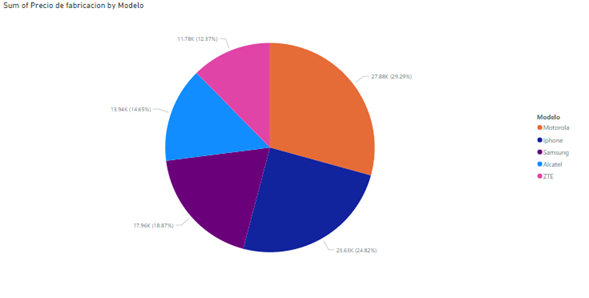 Sum of Precio de fabricacion by Modelo
11.78K (12.37%)
27.88K (29.29%)
13.94K (14.65%)
17.96K (18.87%)
23.63K (24.82%)
Modelo
Motorola
Iphone
Samsung
Alcatel
ZTE